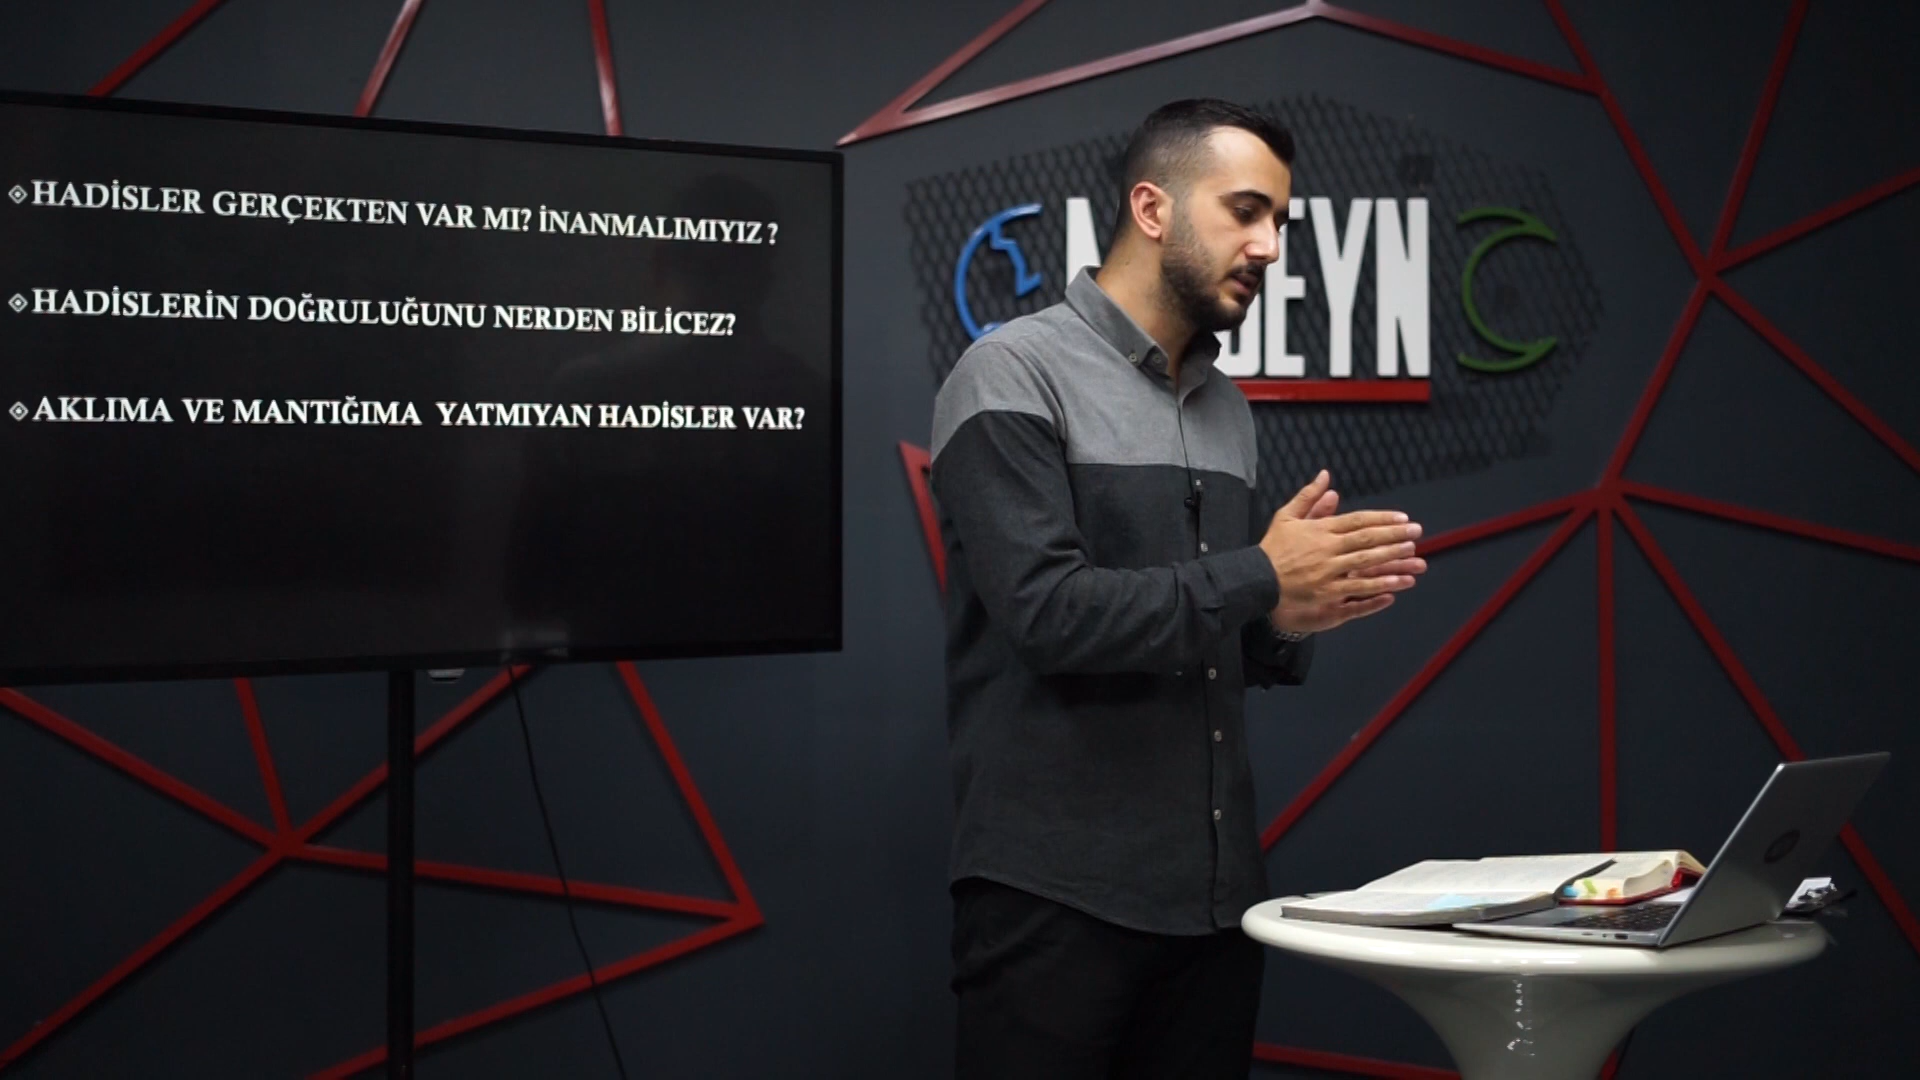 HADİSLER GERÇEKTEN VAR MI? İNANMALIMIYIZ ?
HADİSLERİN DOĞRULUĞUNU NERDEN BİLİCEZ?
AKLIMA VE MANTIĞIMA YATMIYAN HADİSLER VAR?